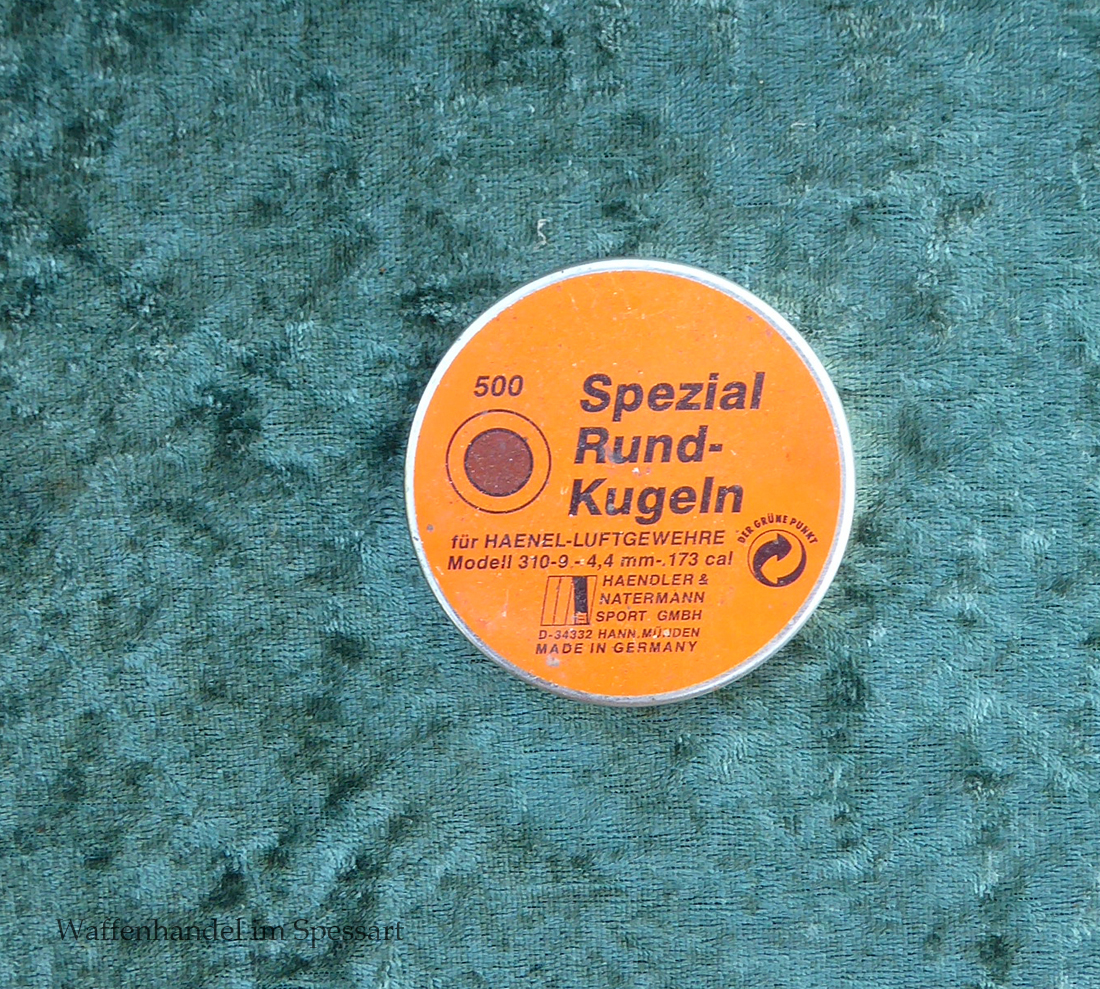 500
Spezial
Rund-
Kugeln
DER GRÜNE PUNKT
für HAENEL-LUFTGEWEHRE
Modell 310-9 - 4,4 mm-.173 cal
HAENDLER &
NATERMANN
SPORT GMBH
D-34332 HANN.MÜNDEN
MADE IN GERMANY
Waffenhandel im Spessart